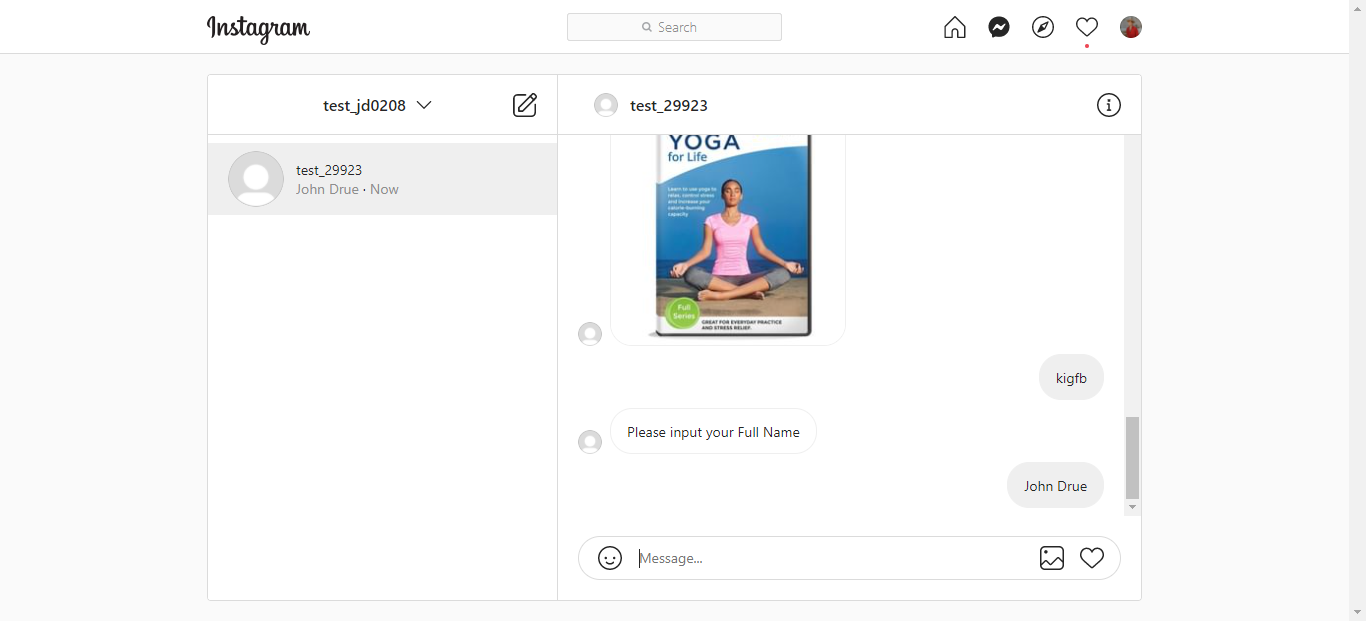 Instagram
Search
test_jd0208
test_29923
test_29923
John Drue · Now
YOGA
for Life
Learn to use yoga to
relax, control stress
and increase your
calorie-burning
capacity
Full
Series
GREAT FOR EVERYDAY PRACTICE
AND STRESS RELIEF.
kigfb
Please input your Full Name
John Drue
Message...